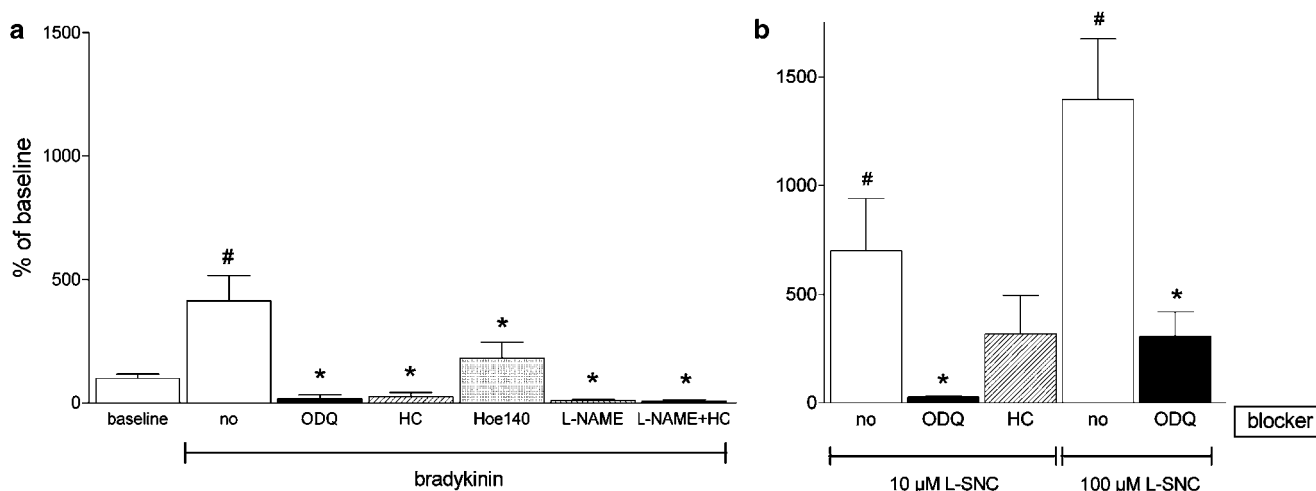 a
1500
1000
500
0
% of baseline
#
*
*
*
*
*
baseline
no
ODQ
HC
Hoe140
L-NAME
L-NAME+HC
bradykinin
b
1500
1000
500
0
#
*
#
*
no
ODQ
HC
no
ODQ
blocker
10 µM L-SNC
100 µM L-SNC